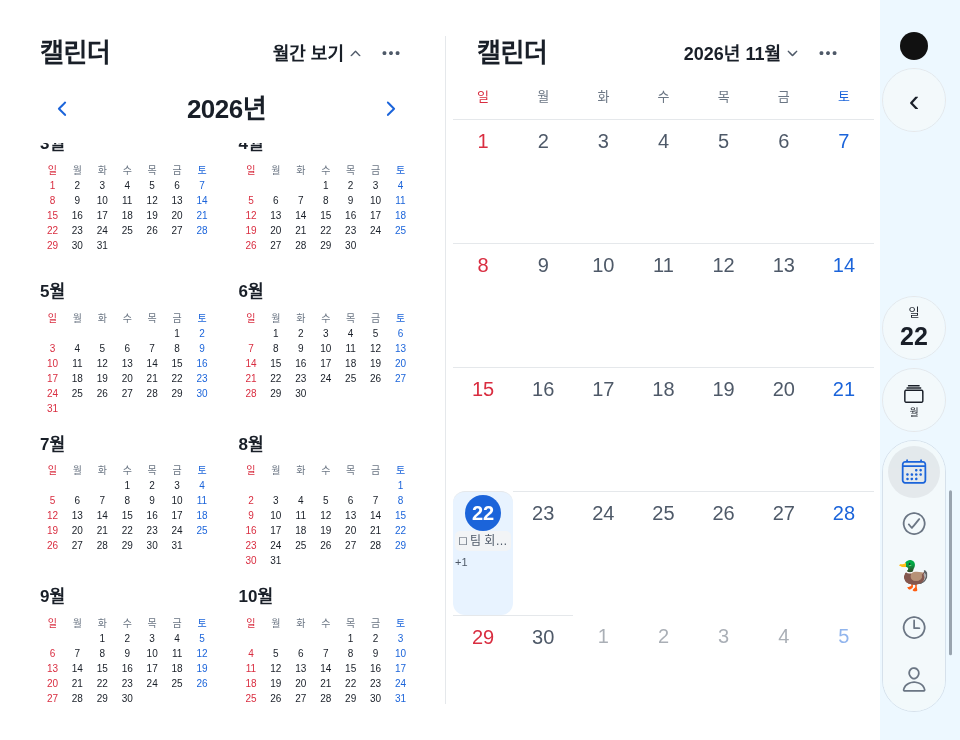 캘린더
월간 보기
2026년
3월 4월
일 월 화 수 목 금 토 일 월 화 수 목 금 토
1 2 3 4 5 6 7 1 2 3 4
8 9 10 11 12 13 14 5 6 7 8 9 10 11
15 16 17 18 19 20 21 12 13 14 15 16 17 18
22 23 24 25 26 27 28 19 20 21 22 23 24 25
29 30 31 26 27 28 29 30
5월 6월
일 월 화 수 목 금 토 일 월 화 수 목 금 토
1 2 1 2 3 4 5 6
3 4 5 6 7 8 9 7 8 9 10 11 12 13
10 11 12 13 14 15 16 14 15 16 17 18 19 20
17 18 19 20 21 22 23 21 22 23 24 25 26 27
24 25 26 27 28 29 30 28 29 30
31
7월 8월
일 월 화 수 목 금 토 일 월 화 수 목 금 토
1 2 3 4 1
5 6 7 8 9 10 11 2 3 4 5 6 7 8
12 13 14 15 16 17 18 9 10 11 12 13 14 15
19 20 21 22 23 24 25 16 17 18 19 20 21 22
26 27 28 29 30 31 23 24 25 26 27 28 29
30 31
9월 10월
일 월 화 수 목 금 토 일 월 화 수 목 금 토
1 2 3 4 5 1 2 3
6 7 8 9 10 11 12 4 5 6 7 8 9 10
13 14 15 16 17 18 19 11 12 13 14 15 16 17
20 21 22 23 24 25 26 18 19 20 21 22 23 24
27 28 29 30 25 26 27 28 29 30 31
캘린더
2026년 11월
일 월 화 수 목 금 토
1 2 3 4 5 6 7
8 9 10 11 12 13 14
15 16 17 18 19 20 21
22 23 24 25 26 27 28
팀 회...
+1
29 30 1 2 3 4 5
일
22
월